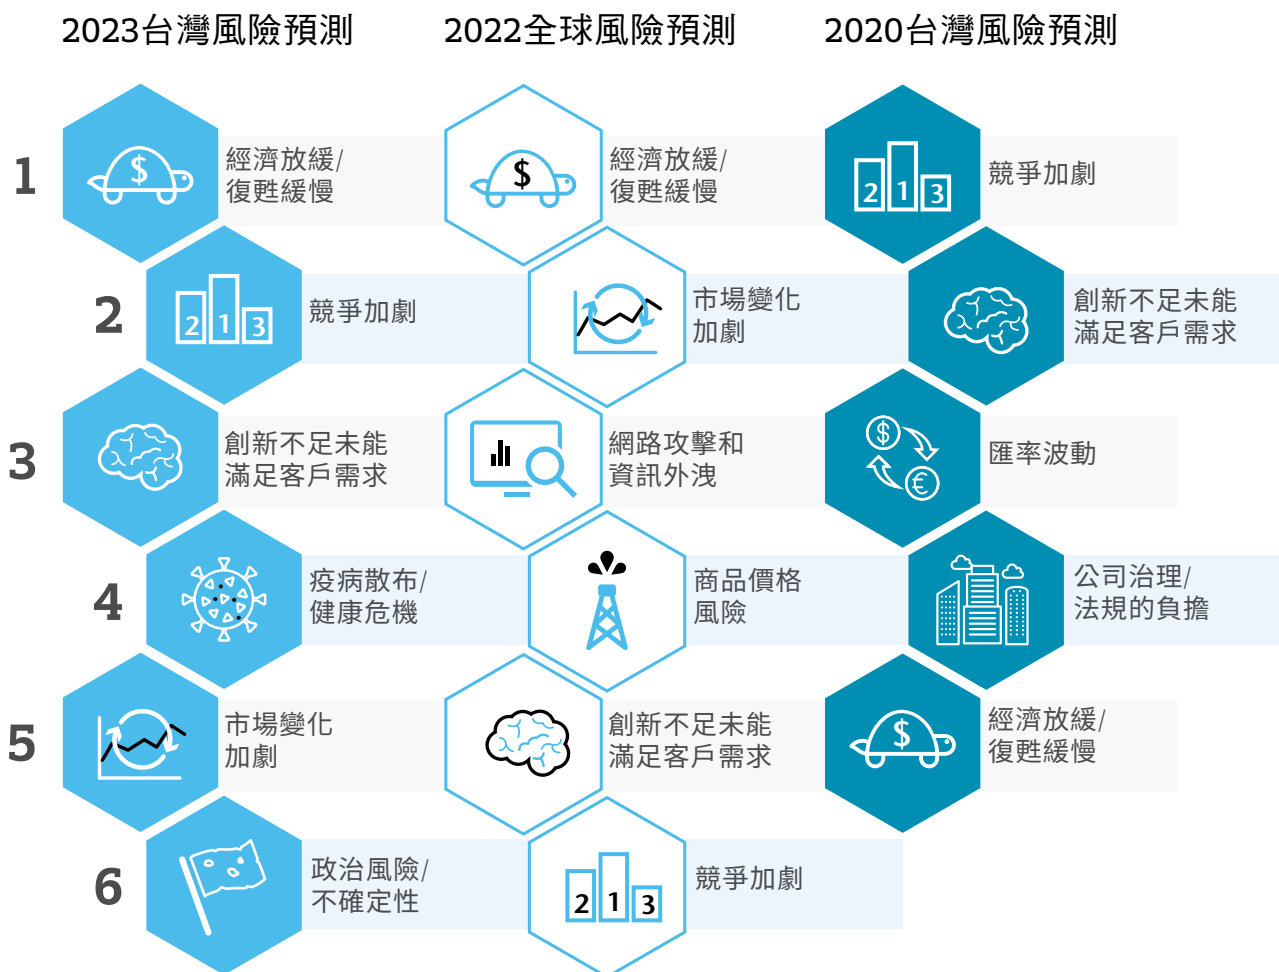 2023台灣風險預測
2022全球風險預測
2020台灣風險預測
1
$
經濟放緩/
復甦緩慢
$
經濟放緩/
復甦緩慢
2 1 3
競爭加劇
2
2 1 3
競爭加劇
市場變化
加劇
創新不足未能
滿足客戶需求
3
創新不足未能
滿足客戶需求
網路攻擊和
資訊外洩
$
€
匯率波動
4
疫病散布/
健康危機
商品價格
風險
公司治理/
法規的負擔
5
市場變化
加劇
創新不足未能
滿足客戶需求
$
經濟放緩/
復甦緩慢
6
政治風險/
不確定性
2 1 3
競爭加劇